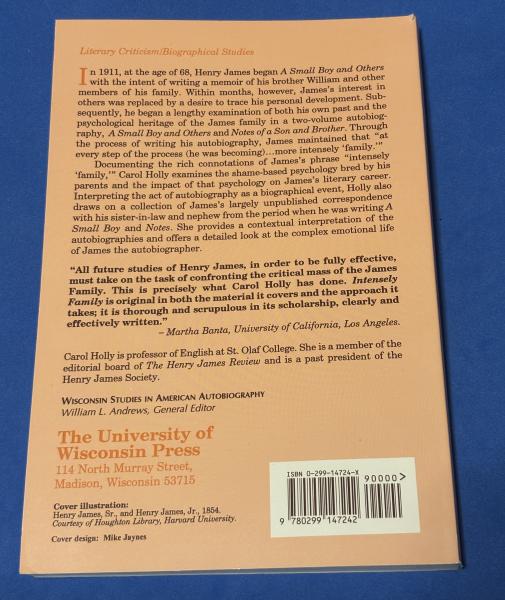 Literary Criticism/Biographical Studies
In 1911, at the age of 68, Henry James began A Small Boy and Others
with the intent of writing a memoir of his brother William and other
members of his family. Within months, however, James's interest in
others was replaced by a desire to trace his personal development. Sub-
sequently, he began a lengthy examination of both his own past and the
psychological heritage of the James family in a two-volume autobiog-
raphy, A Small Boy and Others and Notes of a Son and Brother. Through
the process of writing his autobiography, James maintained that "at
every step of the process (he was becoming)...more intensely 'family.'"
Documenting the rich connotations of James's phrase "intensely
'family,'" Carol Holly examines the shame-based psychology bred by his
parents and the impact of that psychology on James's literary career.
Interpreting the act of autobiography as a biographical event, Holly also
draws on a collection of James's largely unpublished correspondence
with his sister-in-law and nephew from the period when he was writing A
Small Boy and Notes. She provides a contextual interpretation of the
autobiographies and offers a detailed look at the complex emotional life
of James the autobiographer.
"All future studies of Henry James, in order to be fully effective,
must take on the task of confronting the critical mass of the James
Family. This is precisely what Carol Holly has done. Intensely
Family is original in both the material it covers and the approach it
takes; it is thorough and scrupulous in its scholarship, clearly and
effectively written."
– Martha Banta, University of California, Los Angeles.
Carol Holly is professor of English at St. Olaf College. She is a member of the
editorial board of The Henry James Review and is a past president of the
Henry James Society.
WISCONSIN STUDIES IN AMERICAN AUTOBIOGRAPHY
William L. Andrews, General Editor
The University of
Wisconsin Press
114 North Murray Street,
Madison, Wisconsin 53715
Cover illustration:
Henry James, Sr., and Henry James, Jr., 1854.
Courtesy of Houghton Library, Harvard University.
Cover design: Mike Jaynes
ISBN 0-299-14724-X
90000>
9 780299 147242